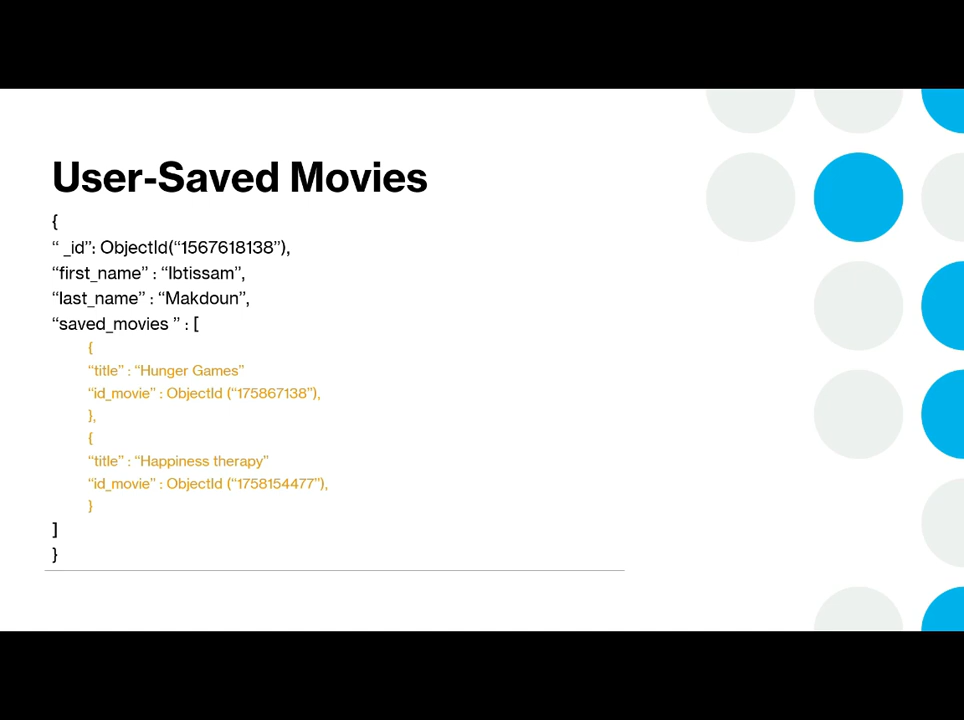 User-Saved Movies
{
“ _id”: ObjectId(“1567618138”),
“first_name” : “Ibtissam”,
“last_name” : “Makdoun”,
“saved_movies ” : [
{
“title” : “Hunger Games”
“id_movie” : ObjectId (“175867138”),
},
{
“title” : “Happiness therapy”
“id_movie” : ObjectId (“1758154477”),
}
]
}